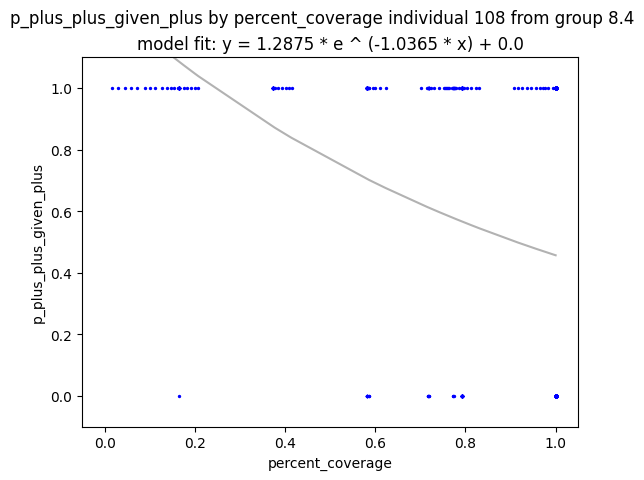 p_plus_plus_given_plus by percent_coverage individual 108 from group 8.4
model fit: y = 1.2875 * e ^ (-1.0365 * x) + 0.0
1.0
0.8
0.6
0.4
0.2
0.0
p_plus_plus_given_plus
0.0 0.2 0.4 0.6 0.8 1.0
percent_coverage